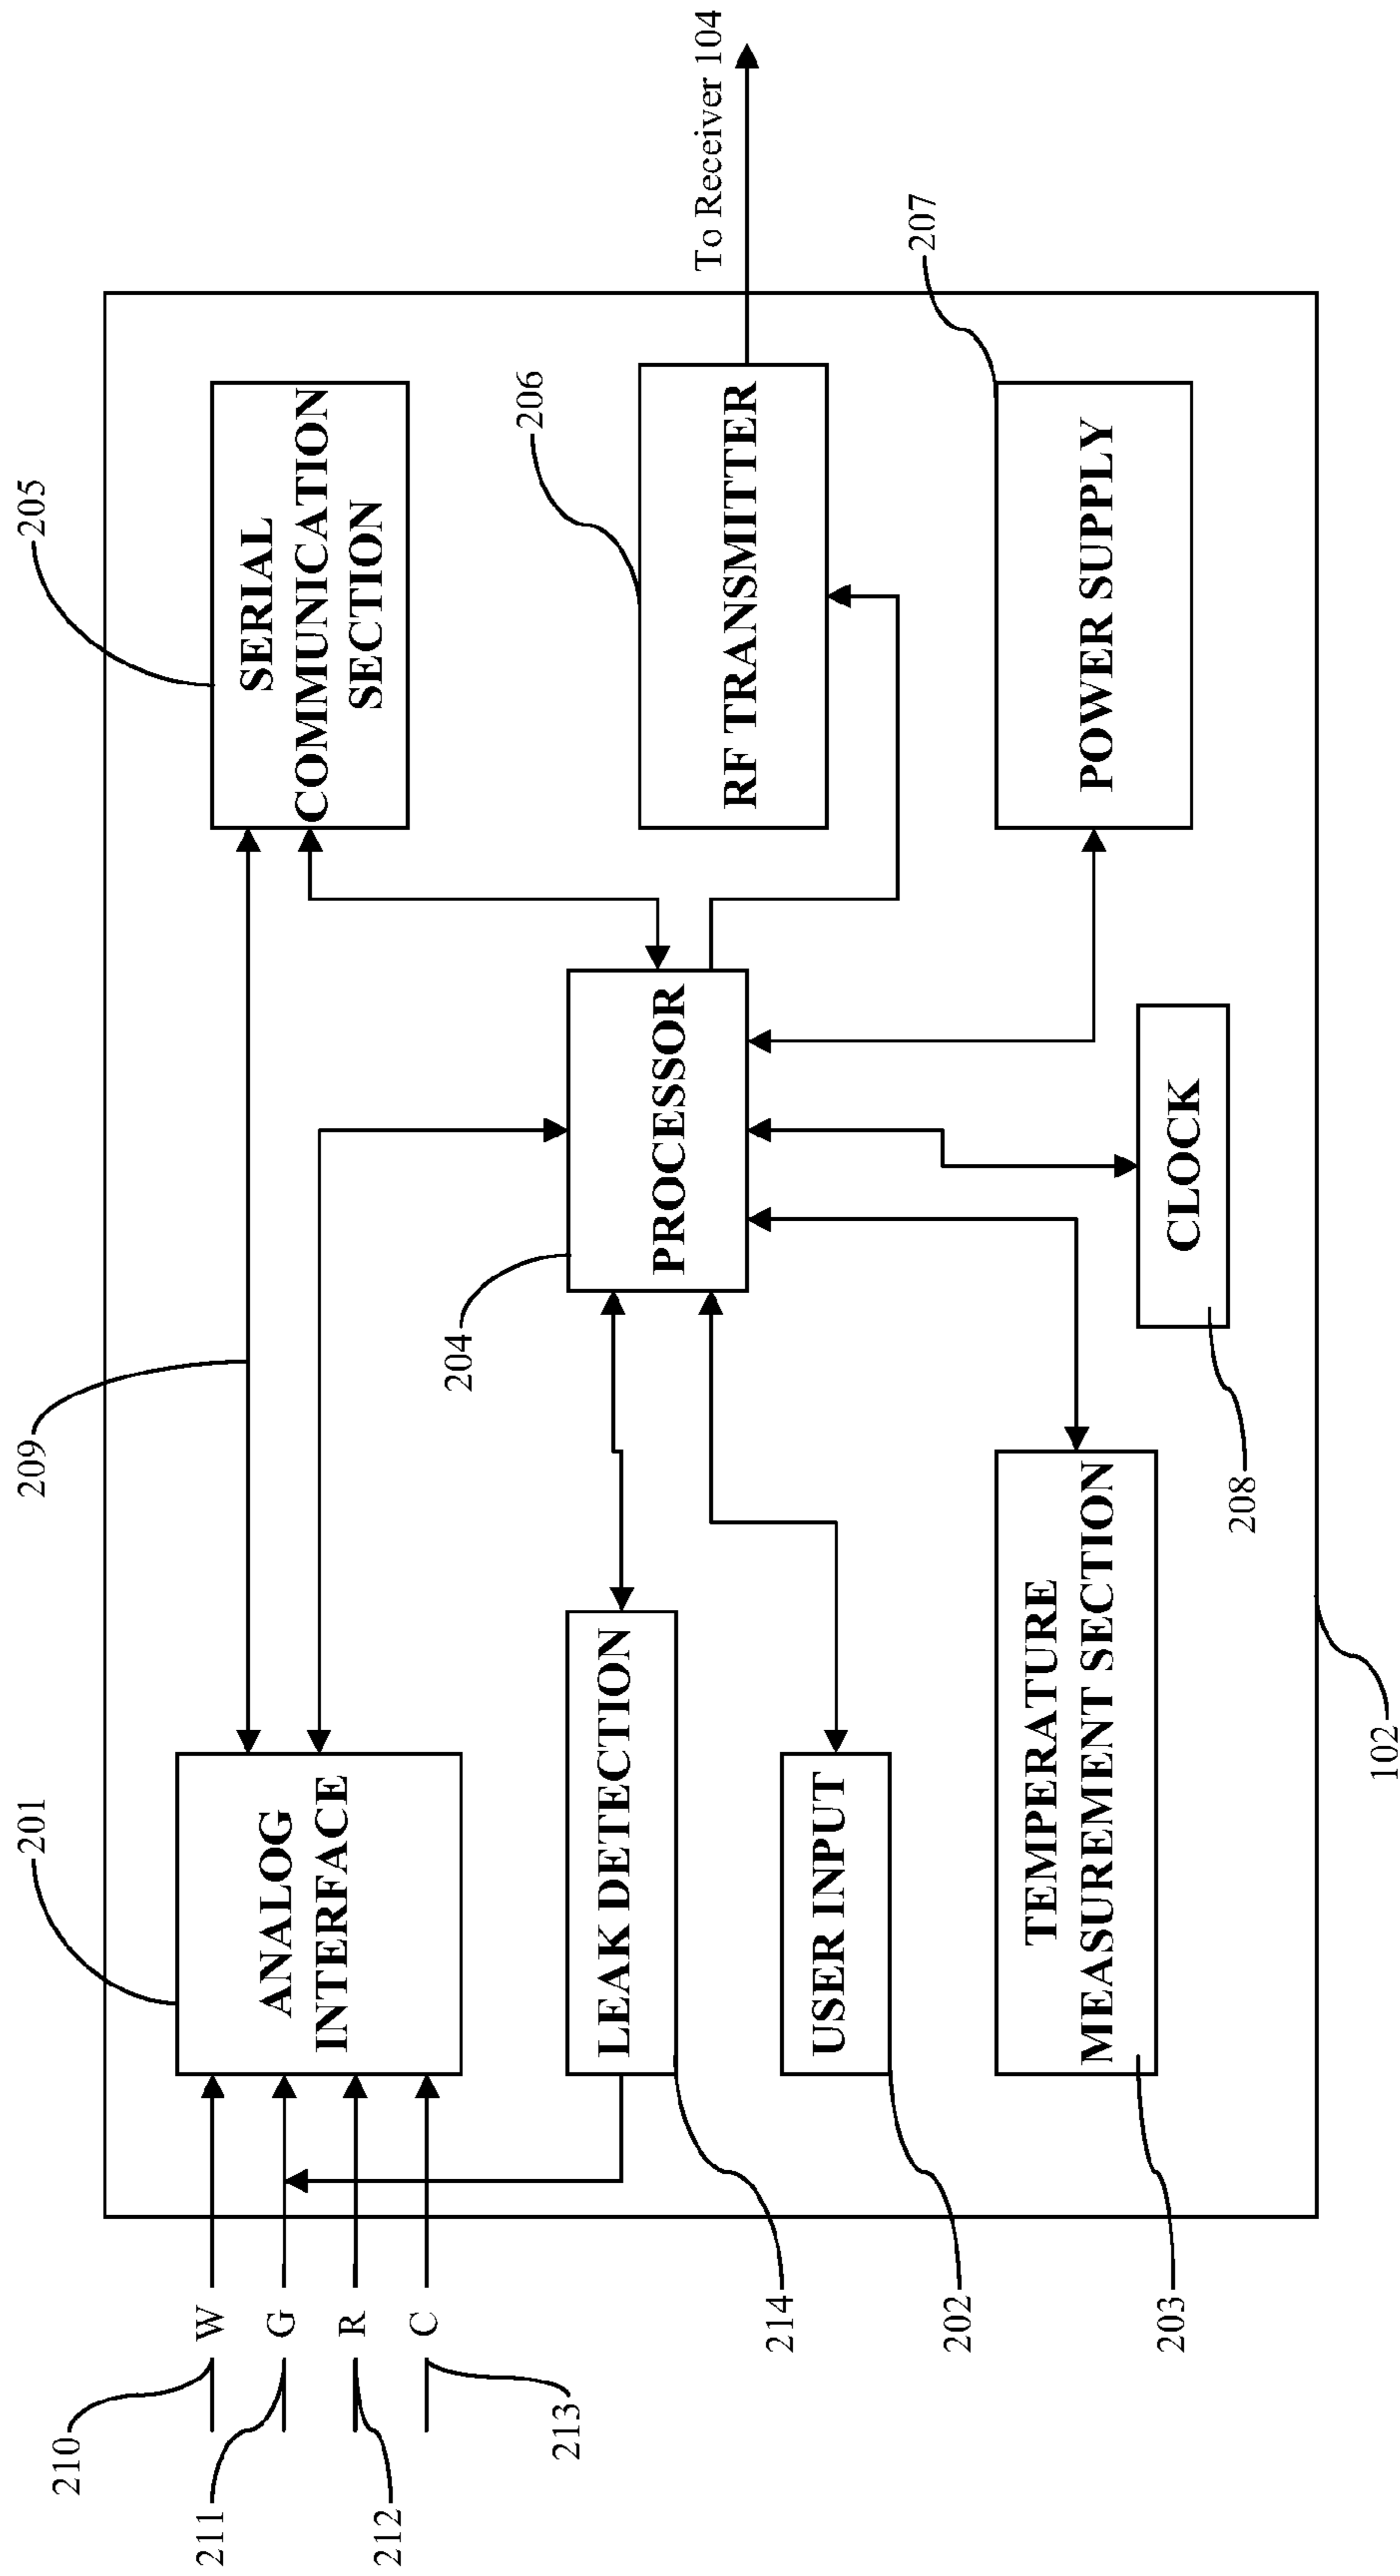 210
W
211
G
212
R
213
C
201
ANALOG
INTERFACE
209
205
SERIAL
COMMUNICATION
SECTION
214
LEAK DETECTION
204
PROCESSOR
206
RF TRANSMITTER
To Receiver 104
202
USER INPUT
207
POWER SUPPLY
203
TEMPERATURE
MEASUREMENT SECTION
208
CLOCK
102